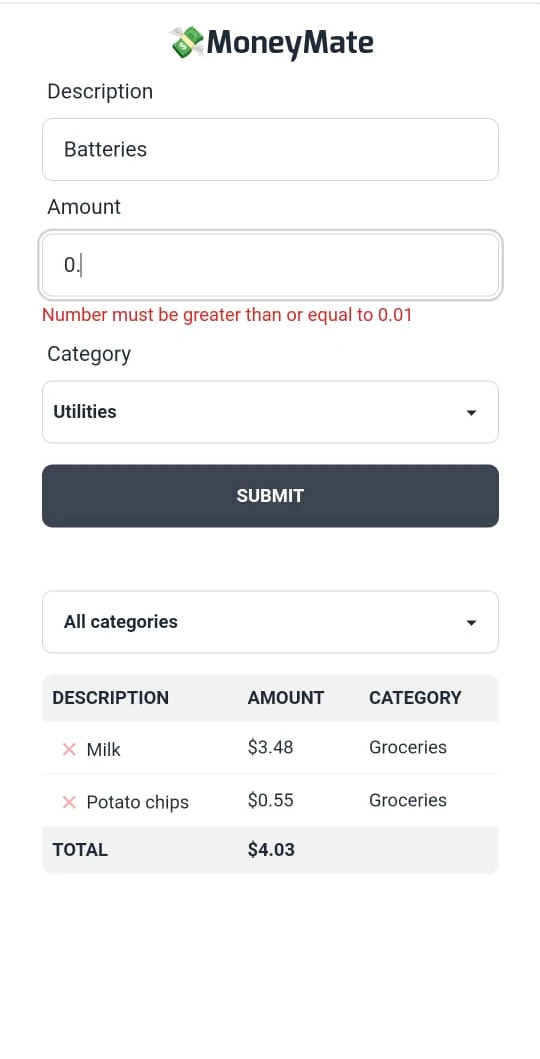 MoneyMate
Description
Batteries
Amount
0.
Number must be greater than or equal to 0.01
Category
Utilities
SUBMIT
All categories
DESCRIPTION AMOUNT CATEGORY
Milk $3.48 Groceries
Potato chips $0.55 Groceries
TOTAL $4.03